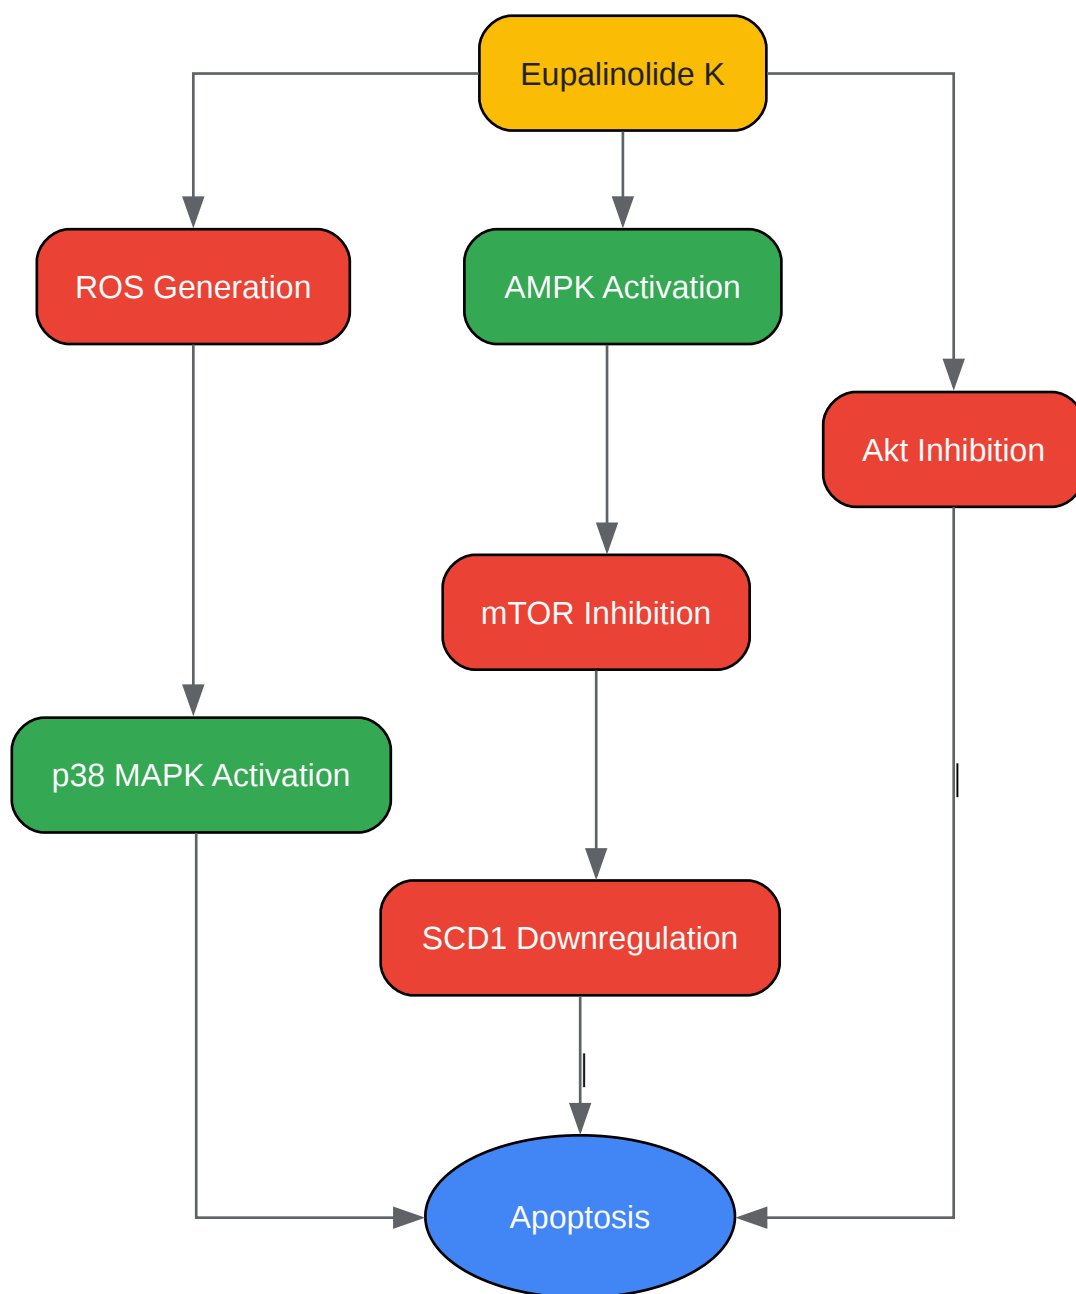 Eupalinolide K
ROS Generation
AMPK Activation
Akt Inhibition
mTOR Inhibition
p38 MAPK Activation
SCD1 Downregulation
|
|
Apoptosis